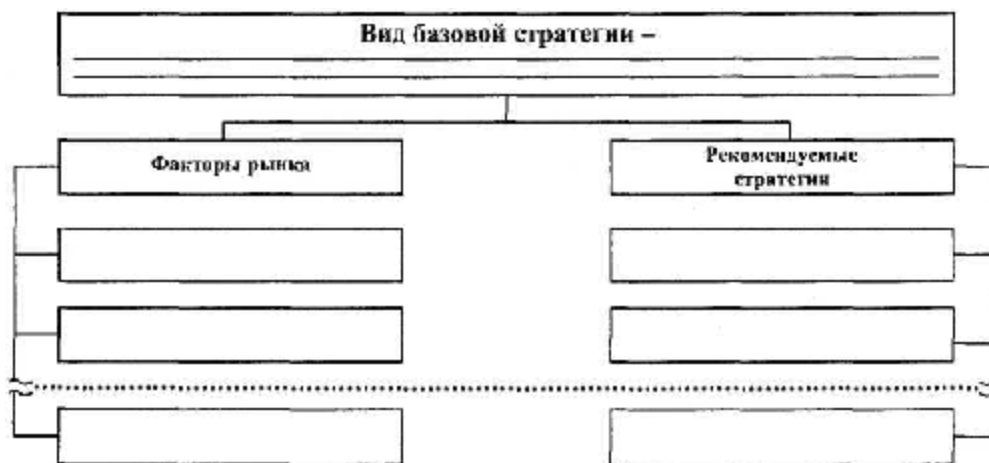 Вид базовой стратегии –
Факторы рынка
Рекомендуемые
стратегии